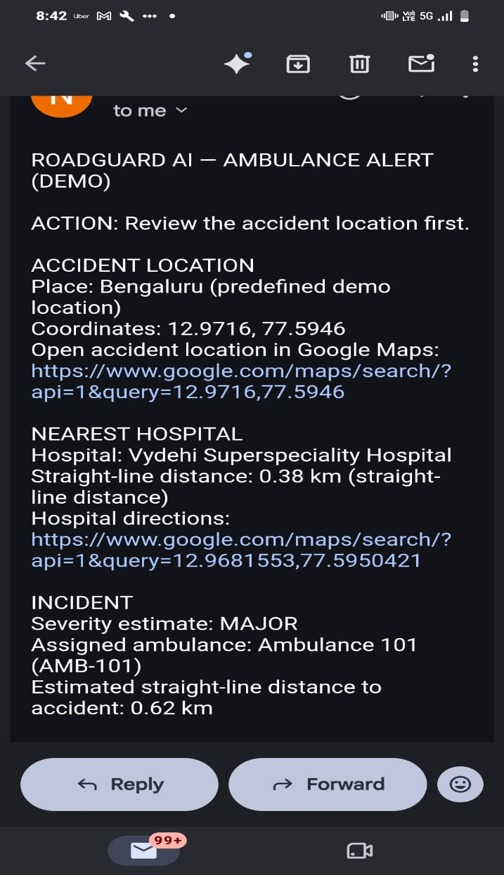 8:42 Uber 5G
to me
ROADGUARD AI — AMBULANCE ALERT
(DEMO)
ACTION: Review the accident location first.
ACCIDENT LOCATION
Place: Bengaluru (predefined demo
location)
Coordinates: 12.9716, 77.5946
Open accident location in Google Maps:
https://www.google.com/maps/search/?
api=1&query=12.9716,77.5946
NEAREST HOSPITAL
Hospital: Vydehi Superspeciality Hospital
Straight-line distance: 0.38 km (straight-
line distance)
Hospital directions:
https://www.google.com/maps/search/?
api=1&query=12.9681553,77.5950421
INCIDENT
Severity estimate: MAJOR
Assigned ambulance: Ambulance 101
(AMB-101)
Estimated straight-line distance to
accident: 0.62 km
Reply Forward
99+